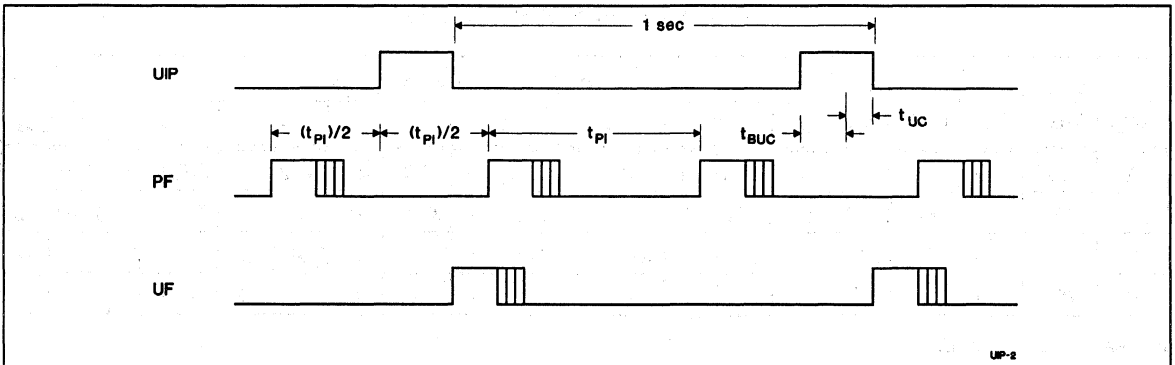 1 sec
UIP
(tPI)/2
(tPI)/2
tPI
tBUC
tUC
PF
UF
UIP-2